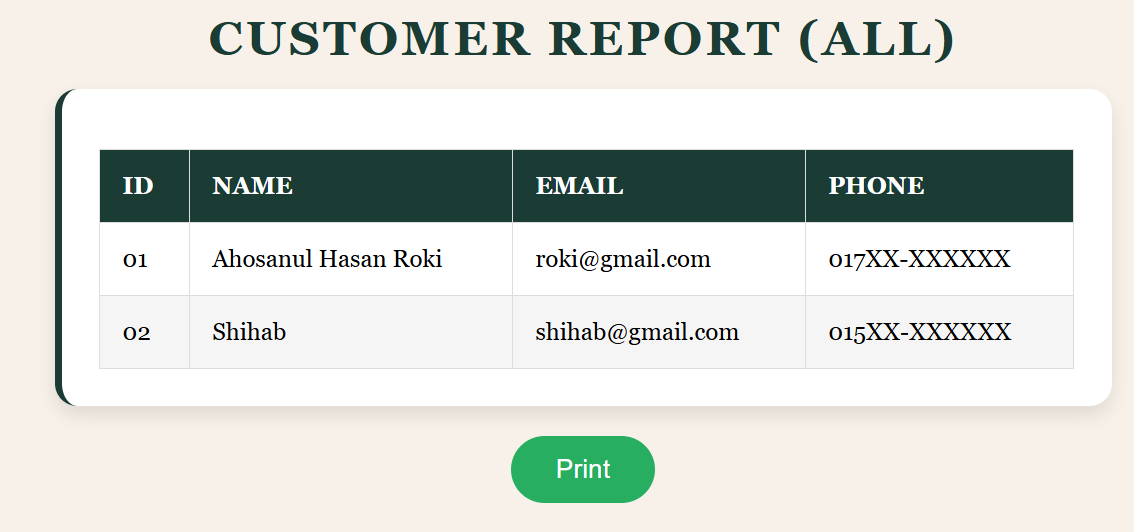 CUSTOMER REPORT (ALL)
ID NAME EMAIL PHONE
01 Ahosanul Hasan Roki roki@gmail.com 017XX-XXXXXX
02 Shihab shihab@gmail.com 015XX-XXXXXX
Print